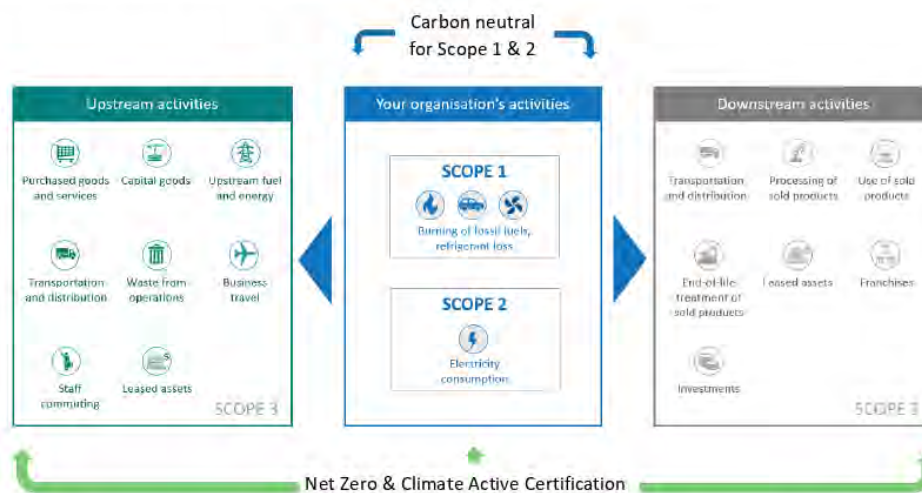 Carbon neutral
for Scope 1 & 2
Upstream activities
Purchased goods
and services
Capital goods
Upstream fuel
and energy
Transportation
and distribution
Waste from
operations
Business
travel
Staff
commuting
Leased assets
SCOPE 3
Your organisation's activities
SCOPE 1
Burning of fossil fuels,
refrigerant loss
SCOPE 2
Electricity
consumption
Downstream activities
Transportation
and distribution
Processing of
sold products
Use of sold
products
End-of-life
treatment of
sold products
Leased assets
Franchises
Investments
SCOPE 3
Net Zero & Climate Active Certification